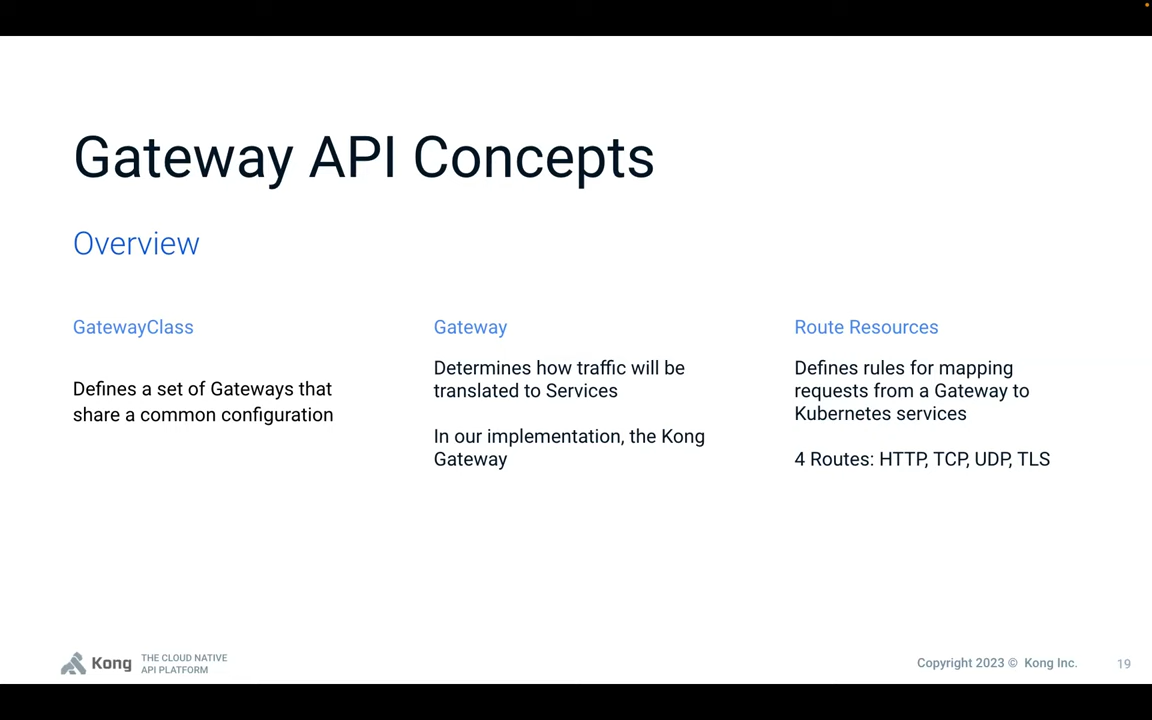 Gateway API Concepts
Overview
GatewayClass
Defines a set of Gateways that
share a common configuration
Gateway
Determines how traffic will be
translated to Services
In our implementation, the Kong
Gateway
Route Resources
Defines rules for mapping
requests from a Gateway to
Kubernetes services
4 Routes: HTTP, TCP, UDP, TLS
Kong
THE CLOUD NATIVE
API PLATFORM
Copyright 2023 © Kong Inc.
19